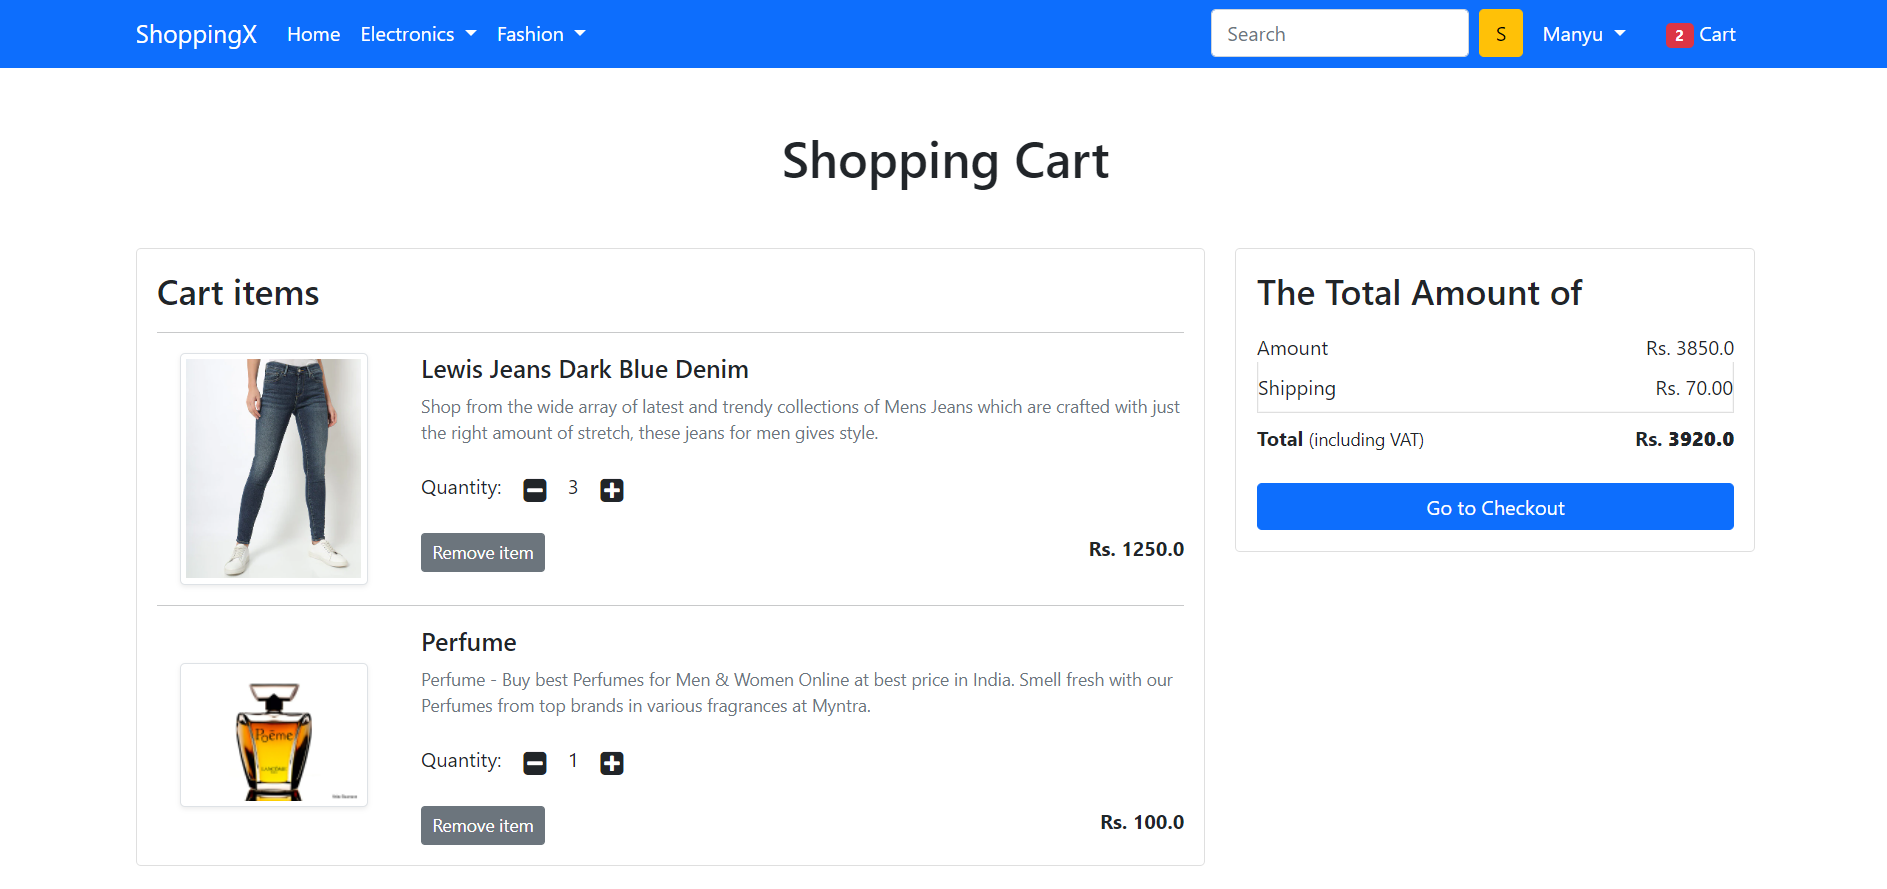 ShoppingX Home Electronics Fashion Search S Manyu 2 Cart
Shopping Cart
Cart items
Lewis Jeans Dark Blue Denim
Shop from the wide array of latest and trendy collections of Mens Jeans which are crafted with just
the right amount of stretch, these jeans for men gives style.
Quantity: 3
Remove item Rs. 1250.0
Perfume
Perfume - Buy best Perfumes for Men & Women Online at best price in India. Smell fresh with our
Perfumes from top brands in various fragrances at Myntra.
Poême
LANCÔME
Quantity: 1
Remove item Rs. 100.0
The Total Amount of
Amount Rs. 3850.0
Shipping Rs. 70.00
Total (including VAT) Rs. 3920.0
Go to Checkout